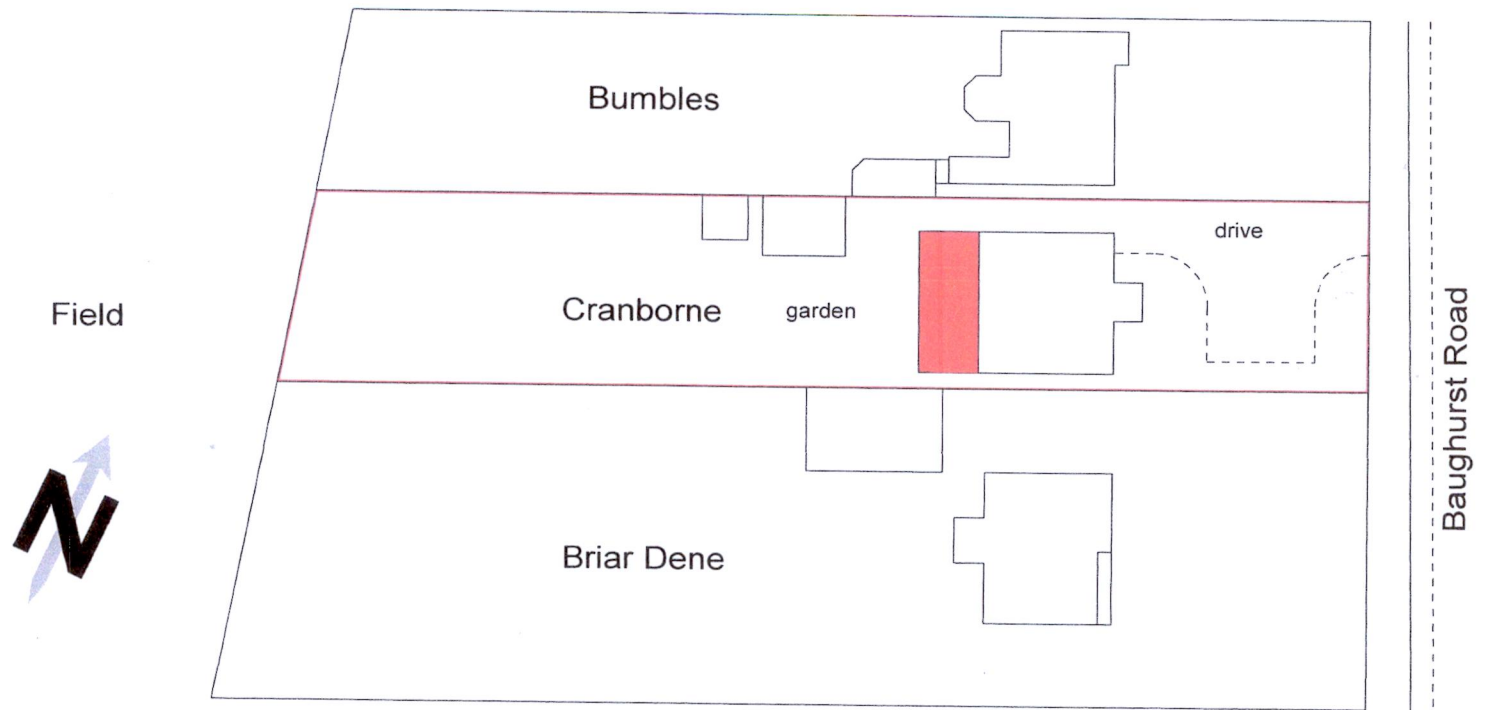 Bumbles
drive
Field
Cranborne
garden
Baughurst Road
N
Briar Dene